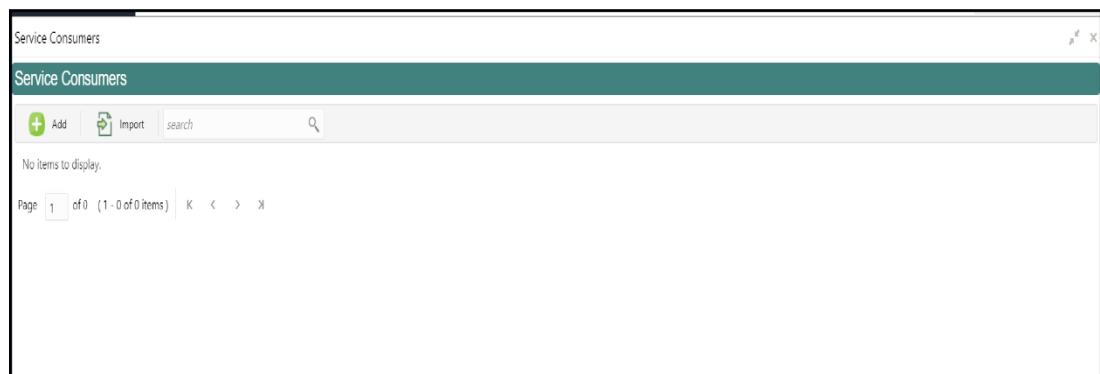 Service Consumers
Service Consumers
Add Import search
No items to display.
Page 1 of 0 (1 - 0 of 0 items) K < > Ж